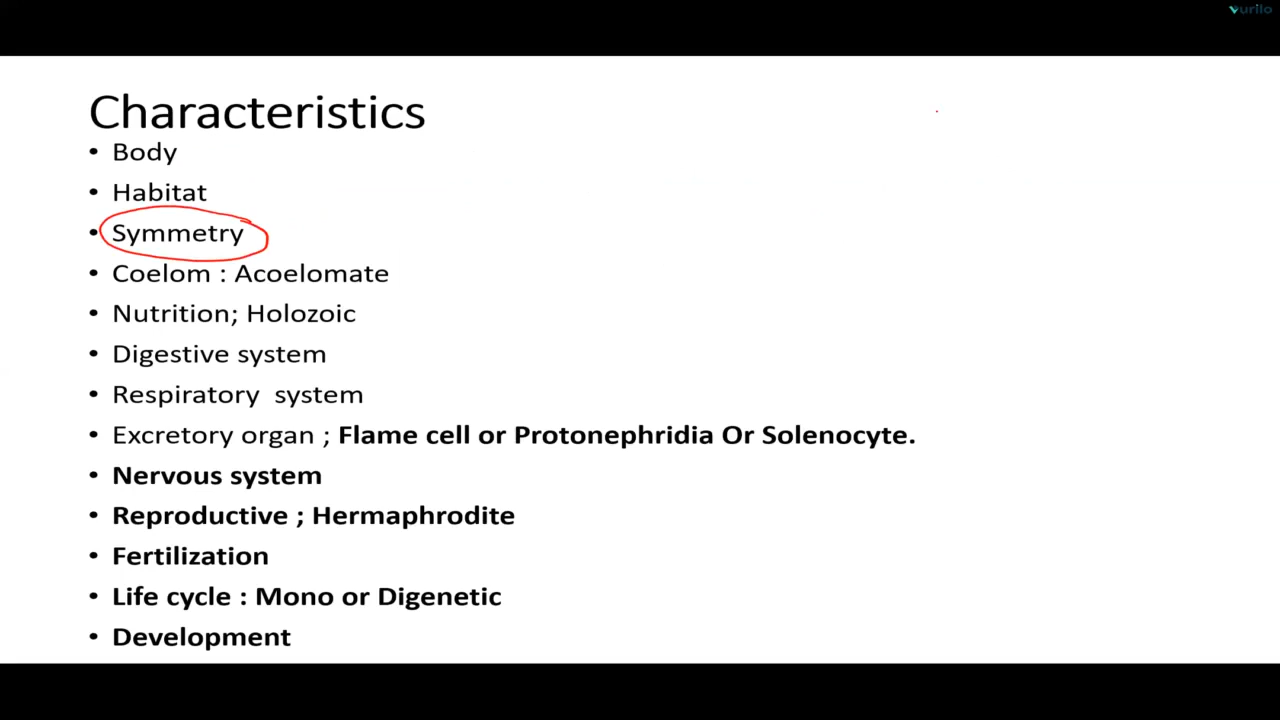 Vurilo
Characteristics
• Body
• Habitat
• Symmetry
• Coelom : Acoelomate
• Nutrition; Holozoic
• Digestive system
• Respiratory system
• Excretory organ ; Flame cell or Protonephridia Or Solenocyte.
• Nervous system
• Reproductive ; Hermaphrodite
• Fertilization
• Life cycle : Mono or Digenetic
• Development